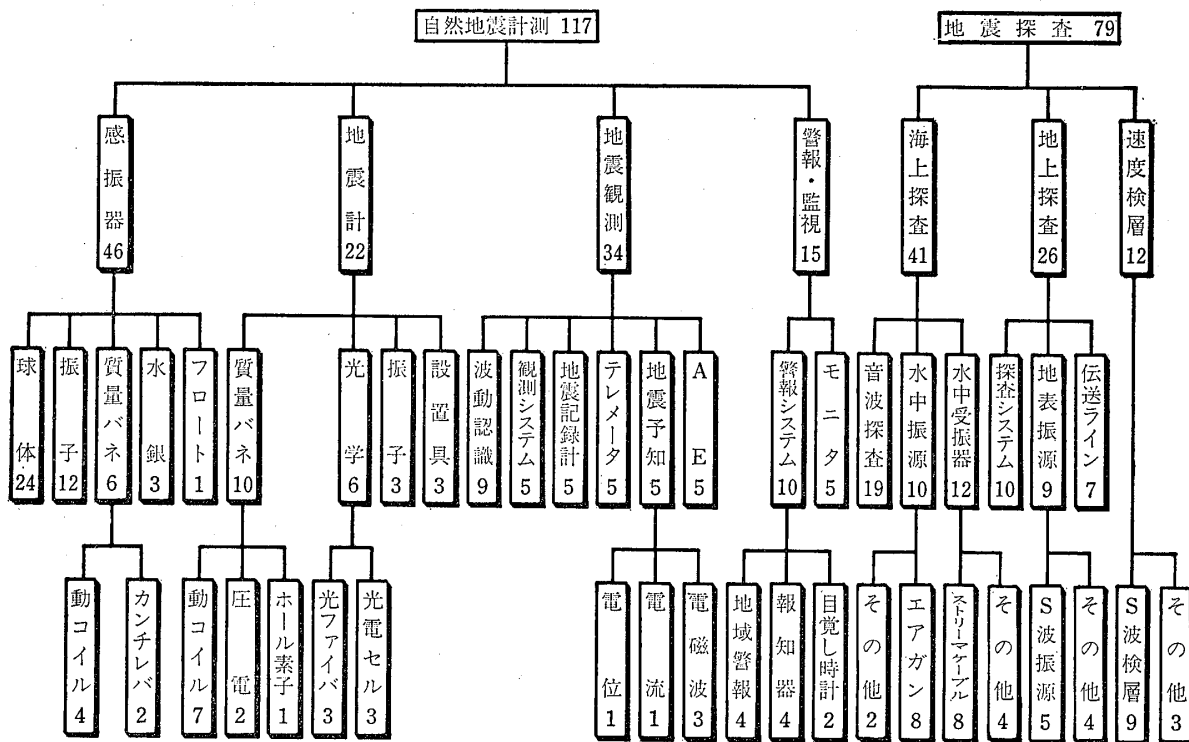 自然地震計測 117
地震探査 79
感振器 46
地震計 22
地震観測 34
警報・監視 15
海上探査 41
地上探査 26
速度検層 12
球体 24
振子 12
質量バネ 6
水銀 3
フロート 1
質量バネ 10
光学 6
振子 3
設置具 3
波動認識 9
観測システム 5
地震記録計 5
テレメータ 5
地震予知 5
AE 5
警報システム 10
モニタ 5
音波探査 19
水中振源 10
水中受振器 12
探査システム 10
地表振源 9
伝送ライン 7
動コイル 4
カンチレバ 2
動コイル 7
圧電 2
ホール素子 1
光ファイバ 3
光電セル 3
電位 1
電流 1
電磁波 3
地域警報 4
報知器 4
目覚し時計 2
その他 2
エアガン 8
ストリーマケーブル 8
その他 4
S波振源 5
その他 4
S波検層 9
その他 3